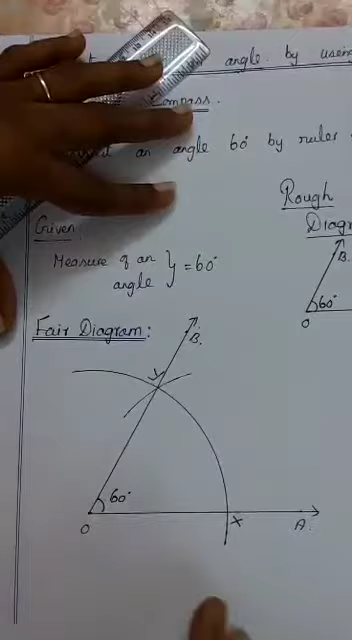 angle by using
Compass.
an angle 60° by ruler
Rough
Diagr
Given
Measure of an
angle } = 60°
B.
60°
O
Fair Diagram:
B.
Y
60°
O
X
A.